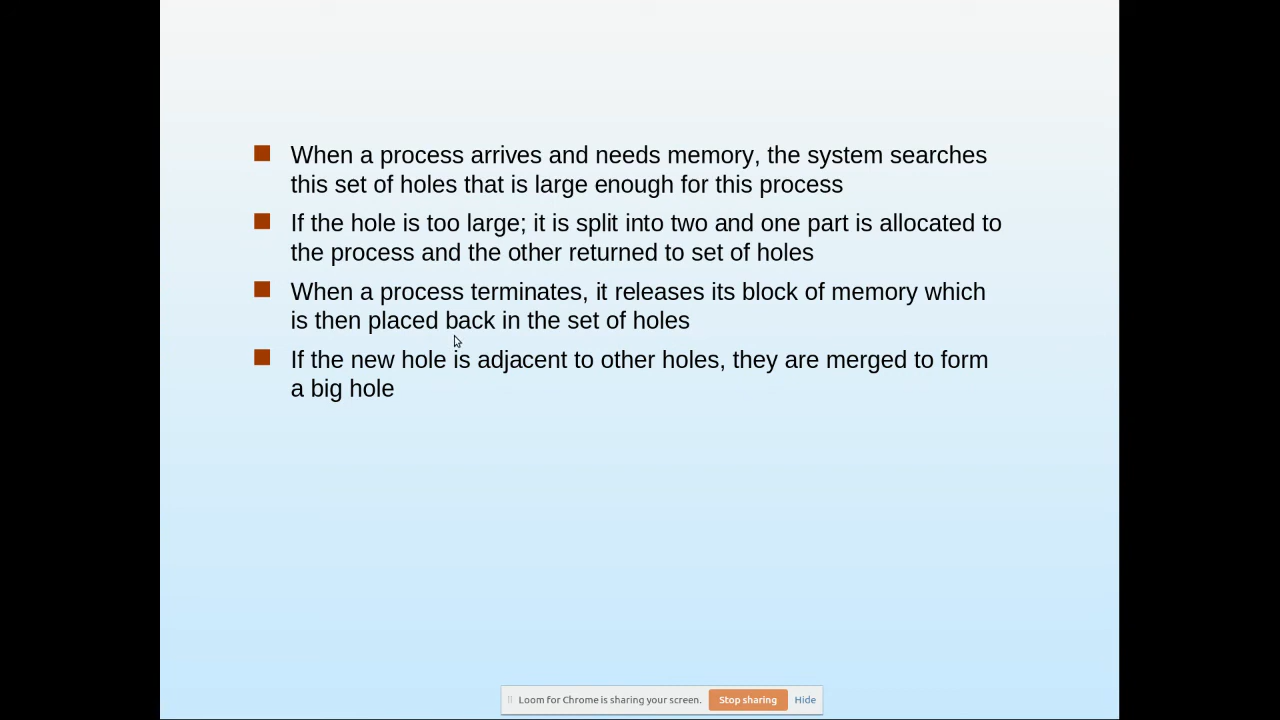 When a process arrives and needs memory, the system searches
this set of holes that is large enough for this process
If the hole is too large; it is split into two and one part is allocated to
the process and the other returned to set of holes
When a process terminates, it releases its block of memory which
is then placed back in the set of holes
If the new hole is adjacent to other holes, they are merged to form
a big hole
Loom for Chrome is sharing your screen. Stop sharing Hide